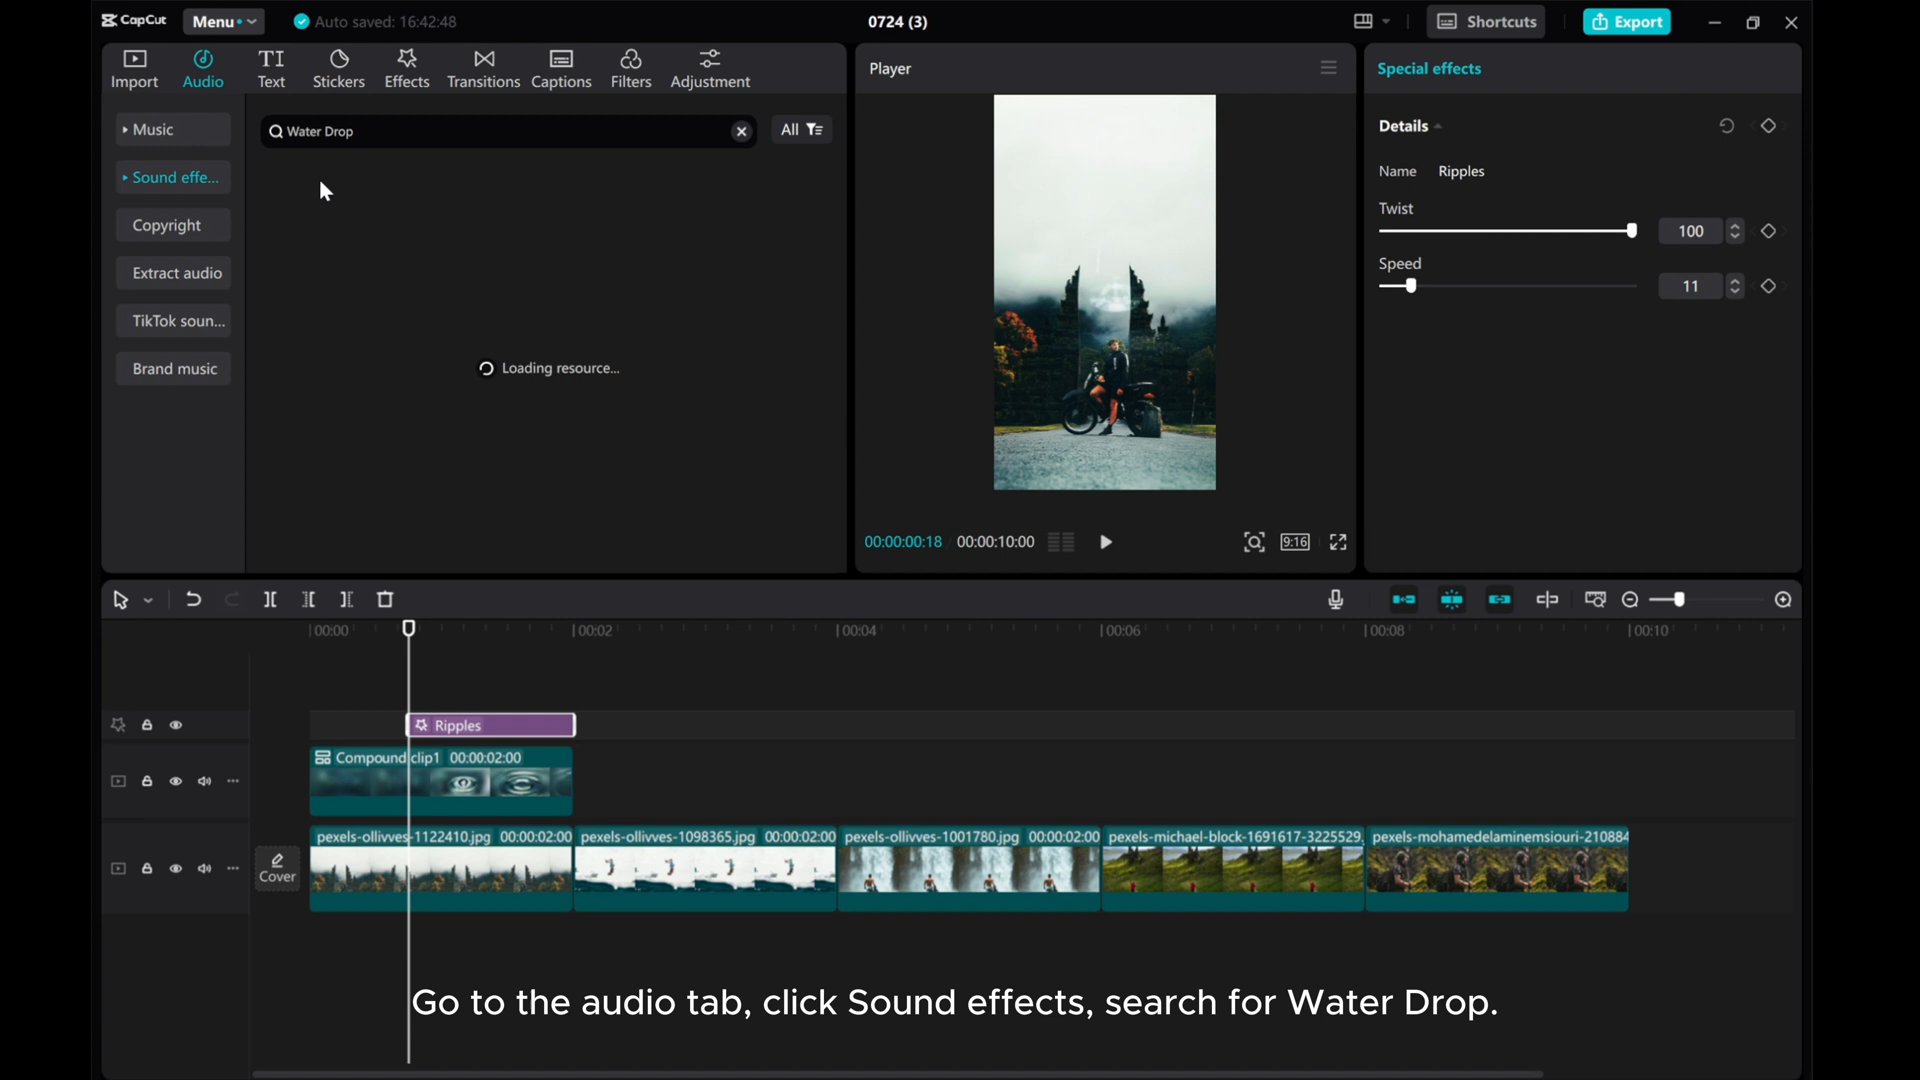 CapCut
Menu
Auto saved: 16:42:48
0724 (3)
Shortcuts
Export
Import
Audio
Text
Stickers
Effects
Transitions
Captions
Filters
Adjustment
Music
Sound effe...
Copyright
Extract audio
TikTok soun...
Brand music
Water Drop
All
Loading resource...
Player
00:00:00:18
00:00:10:00
9:16
Special effects
Details
Name Ripples
Twist
100
Speed
11
00:00
00:02
00:04
00:06
00:08
00:10
Ripples
Compound clip1 00:00:02:00
Cover
pexels-ollivves-1122410.jpg 00:00:02:00
pexels-ollivves-1098365.jpg 00:00:02:00
pexels-ollivves-1001780.jpg 00:00:02:00
pexels-michael-block-1691617-3225529.
pexels-mohamedelaminemsiouri-210884
Go to the audio tab, click Sound effects, search for Water Drop.